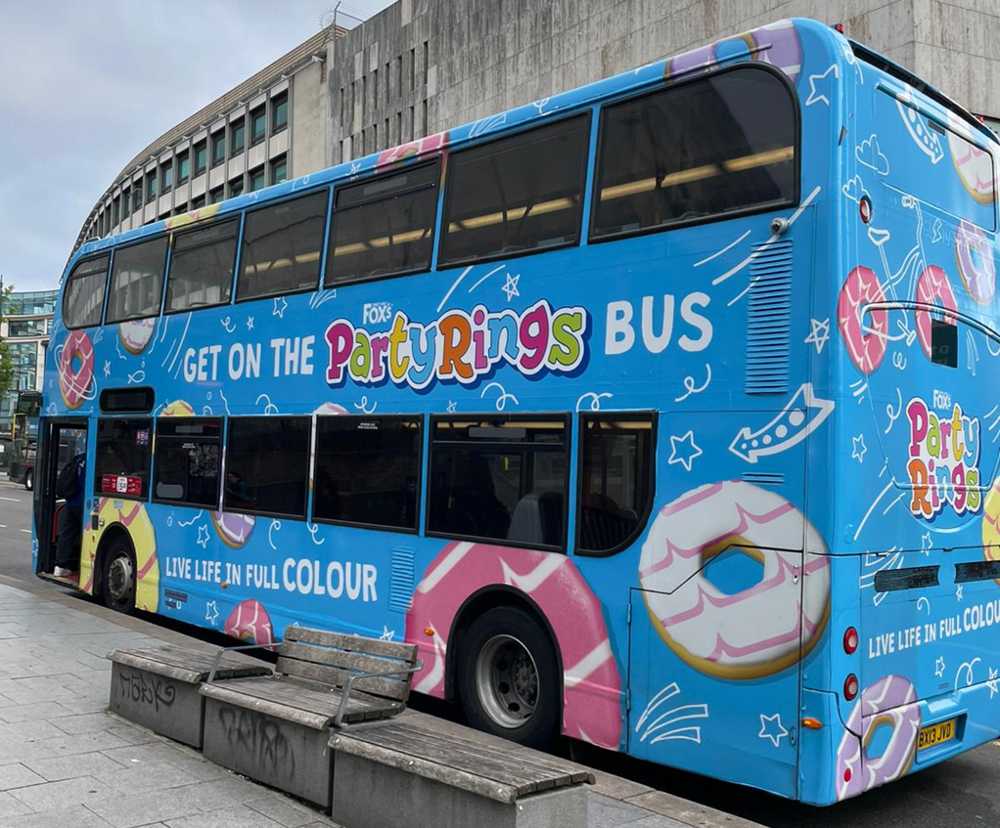 FOX's
GET ON THE PartyRings BUS
LIVE LIFE IN FULL COLOUR
FOX's
Party
Rings
LIVE LIFE IN FULL COLOU
BX13 JVD